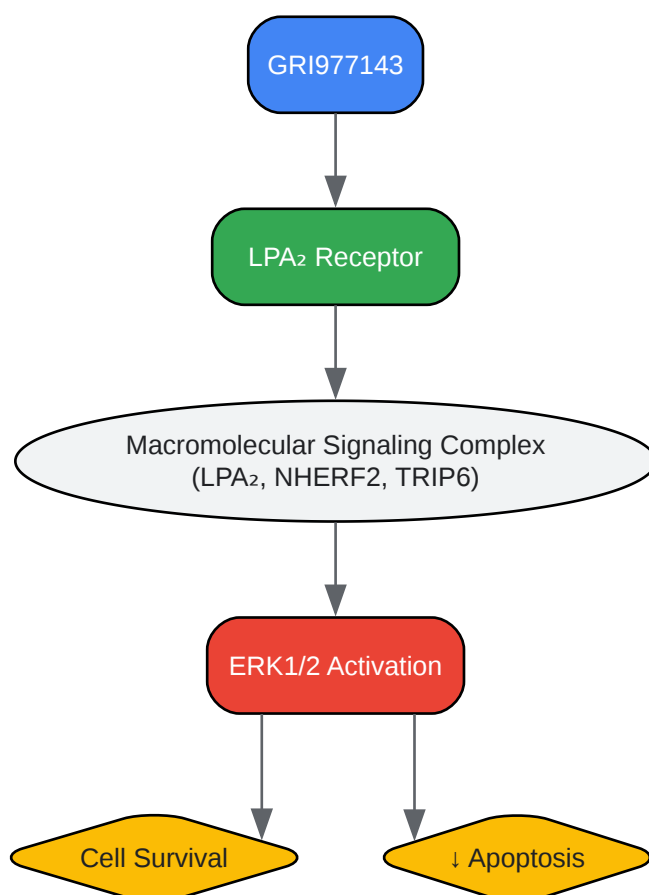 GRI977143
LPA₂ Receptor
Macromolecular Signaling Complex
(LPA₂, NHERF2, TRIP6)
ERK1/2 Activation
Cell Survival
↓ Apoptosis